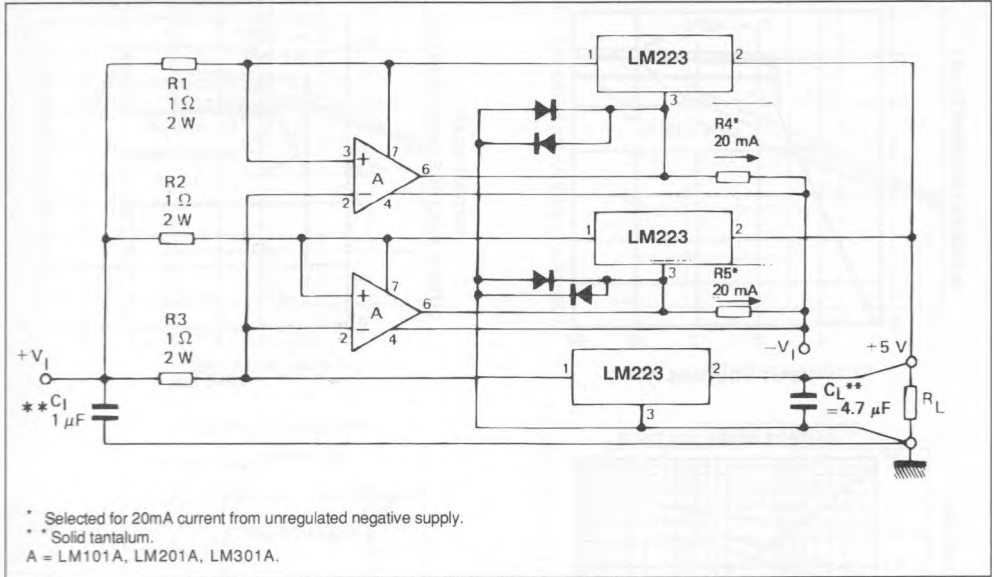 R1
1 Ω
2 W
1
LM223
2
3
R4*
20 mA
3
+
A
7
6
−
2
4
R2
1 Ω
2 W
1
LM223
2
3
R5*
20 mA
+
A
7
6
−
2
4
R3
1 Ω
2 W
+V I
** C I
1 μF
1
LM223
2
3
−V I
+5 V
C L **
= 4.7 μF
R L
* Selected for 20mA current from unregulated negative supply.
** Solid tantalum.
A = LM101A, LM201A, LM301A.